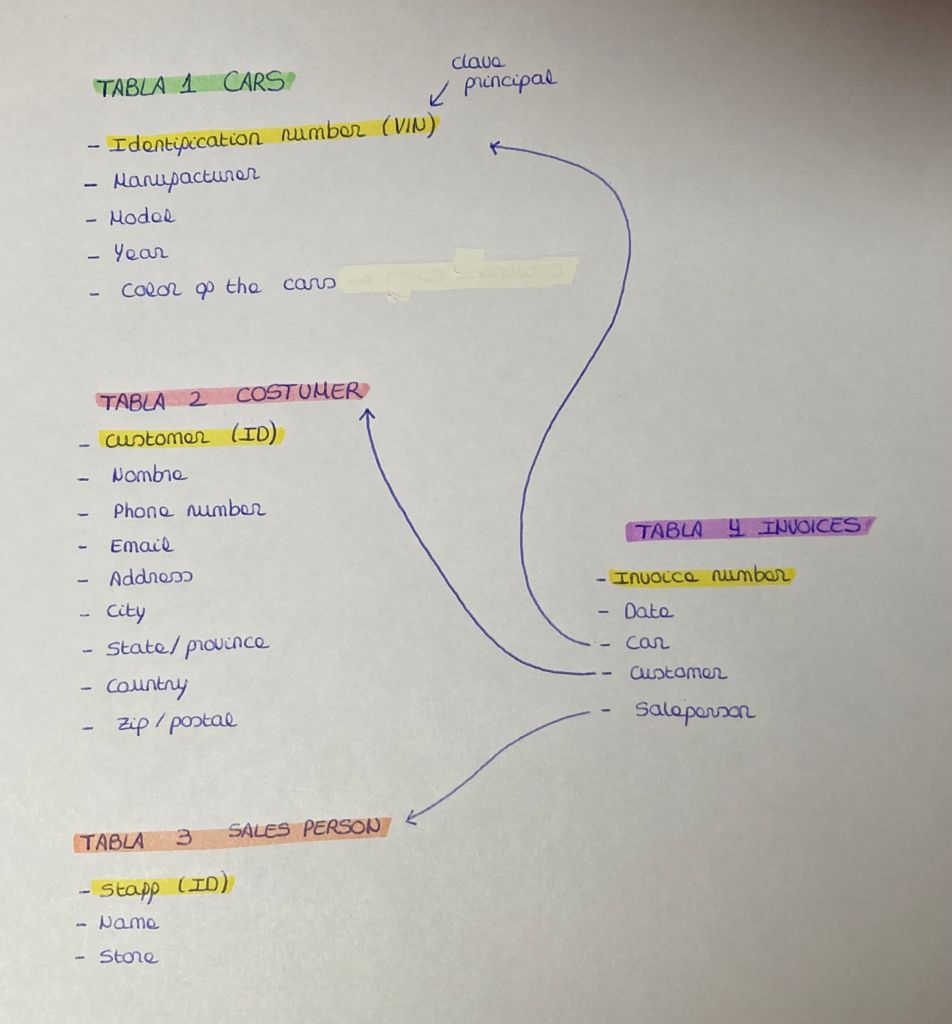 clave
principal
TABLA 1 CARS
- Identification number (VIN)
- Manufacturer
- Model
- Year
- Color of the cars
TABLA 2 COSTUMER
- Customer (ID)
- Nombre
- Phone number
- Email
- Address
- City
- State/province
- Country
- Zip/postal
TABLA 4 INVOICES
- Invoice number
- Date
- Car
- Customer
- Saleperson
TABLA 3 SALES PERSON
- Staff (ID)
- Name
- Store